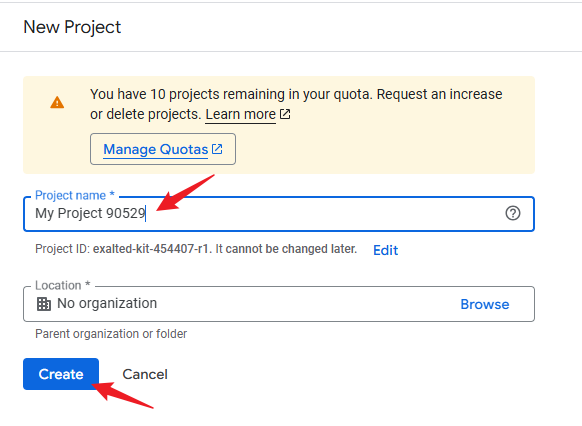 New Project
You have 10 projects remaining in your quota. Request an increase
or delete projects. Learn more
Manage Quotas
Project name *
My Project 90529
Project ID: exalted-kit-454407-r1. It cannot be changed later. Edit
Location *
No organization Browse
Parent organization or folder
Create Cancel